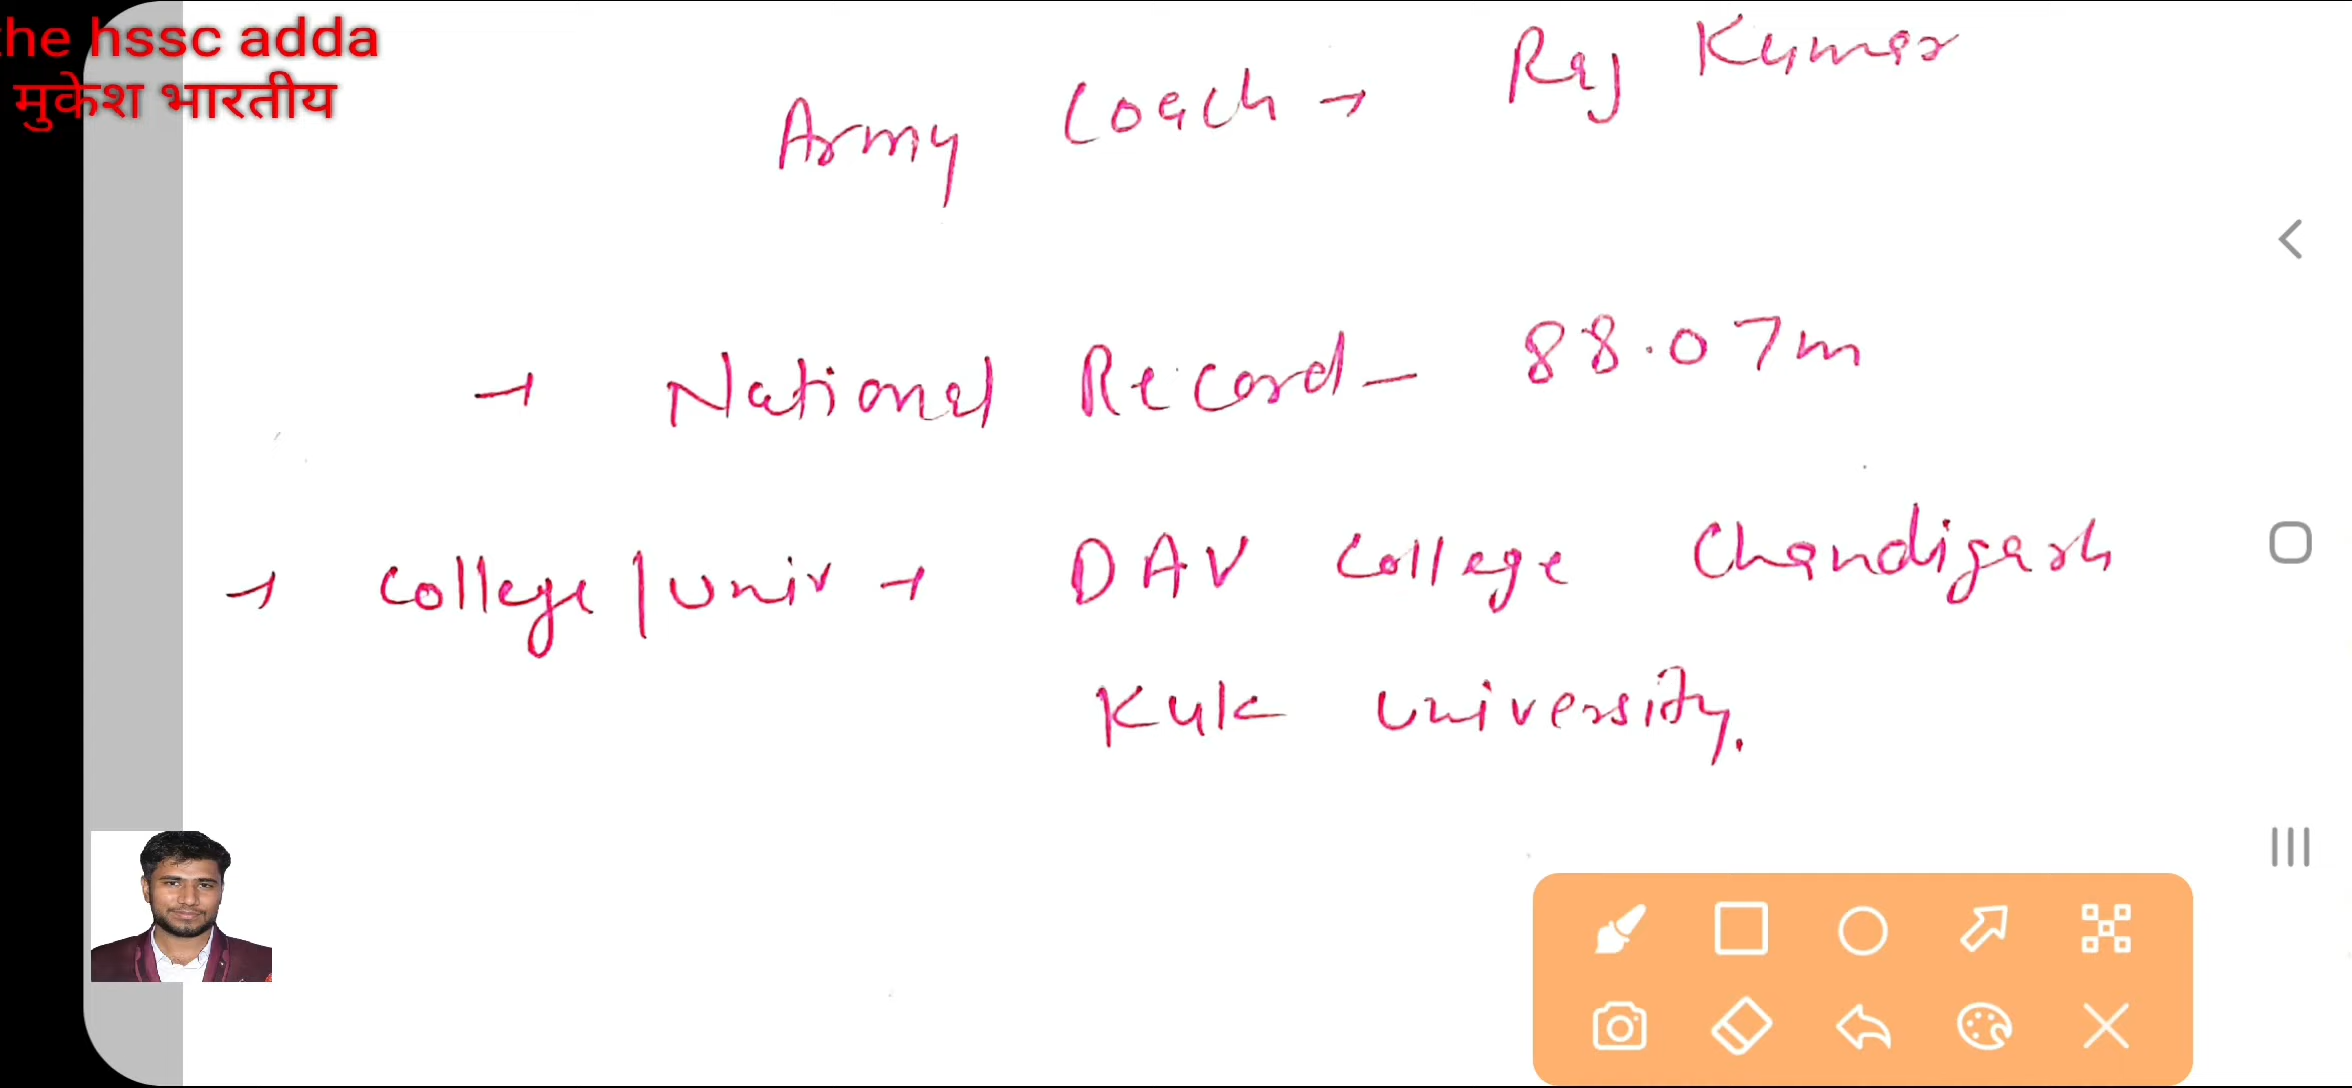 the hssc adda
मुकेश भारतीय
Army Coach → Raj Kumar
→ National Record - 88.07m
→ College / Univ → DAV College Chandigarh
Kuk University.